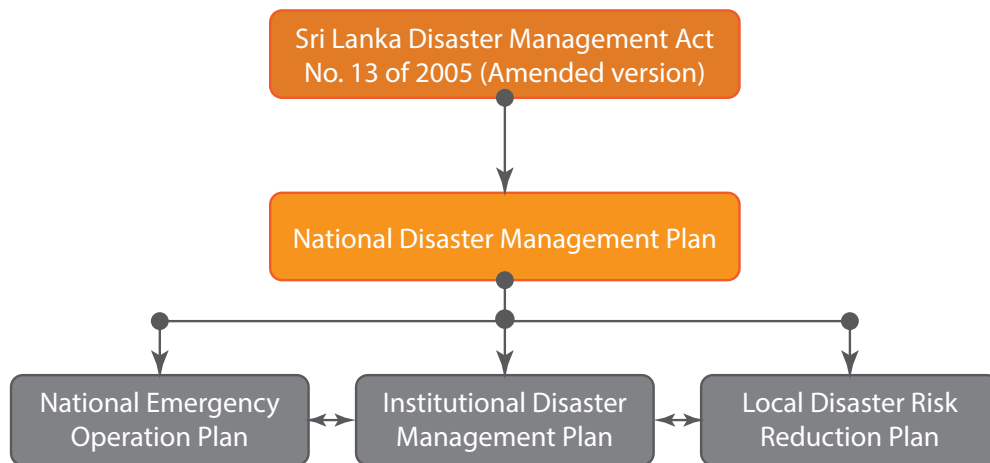 Sri Lanka Disaster Management Act
No. 13 of 2005 (Amended version)
National Disaster Management Plan
National Emergency
Operation Plan
Institutional Disaster
Management Plan
Local Disaster Risk
Reduction Plan